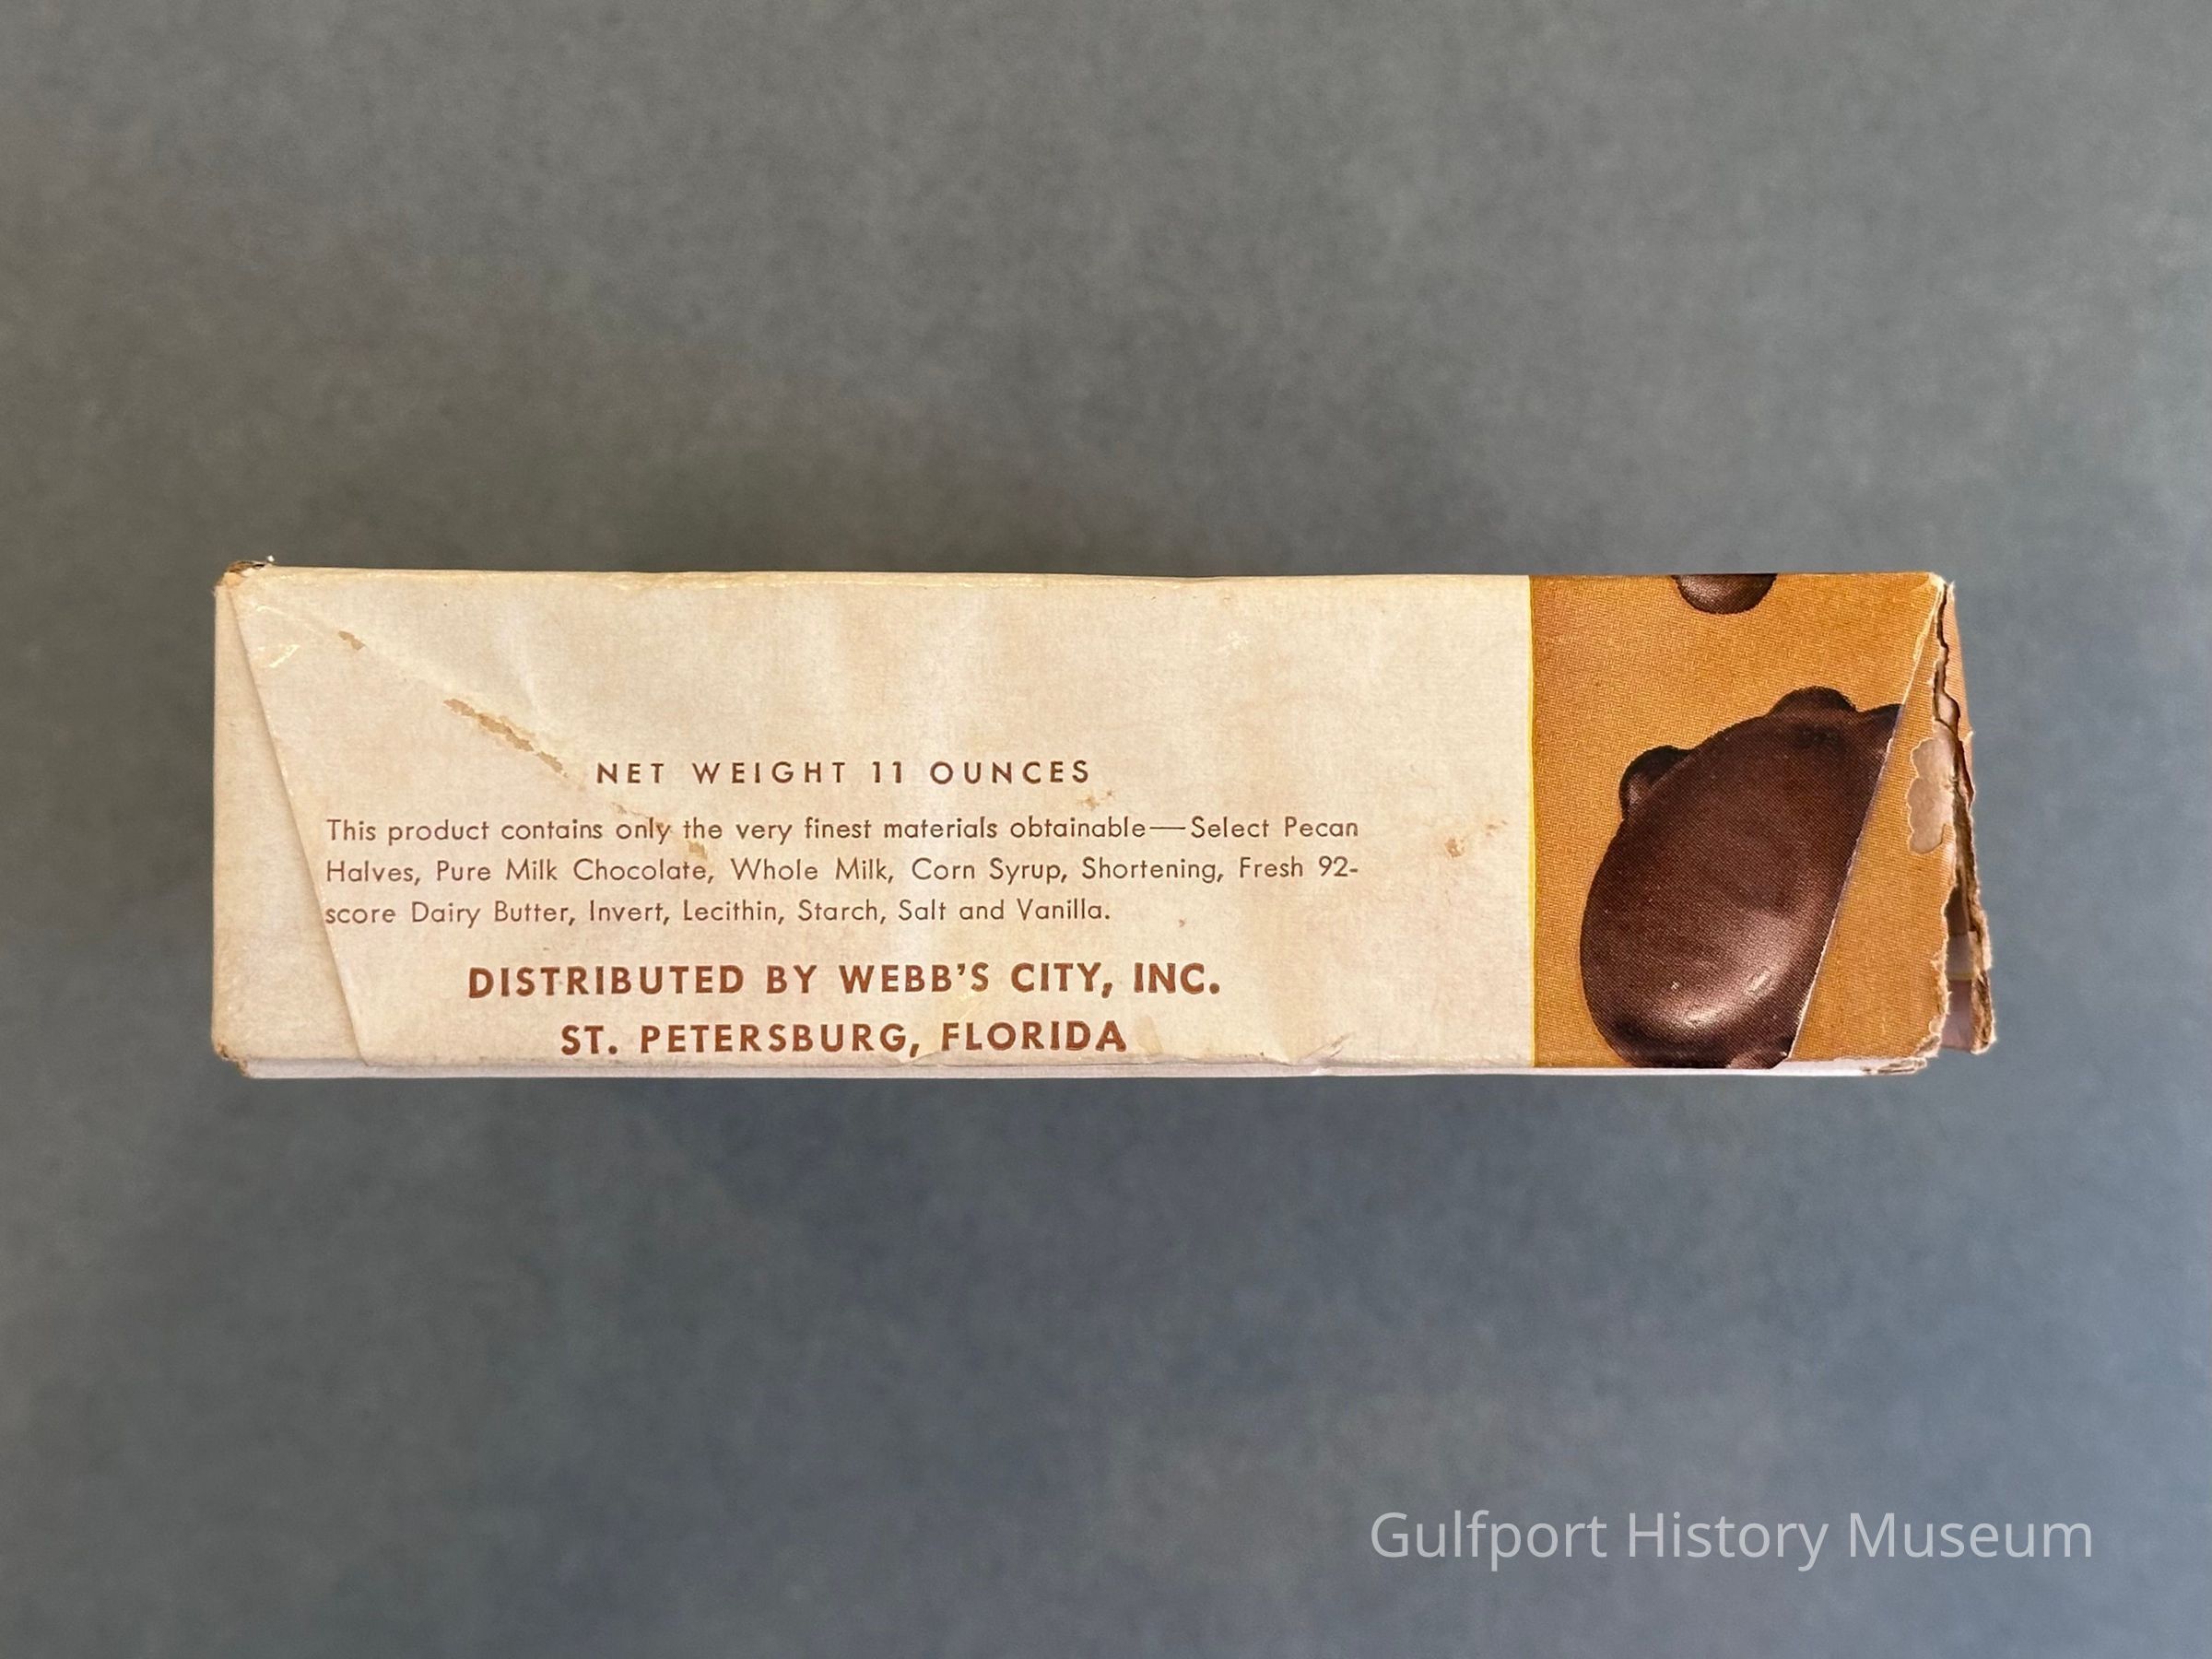 NET WEIGHT 11 OUNCES
This product contains only the very finest materials obtainable—Select Pecan
Halves, Pure Milk Chocolate, Whole Milk, Corn Syrup, Shortening, Fresh 92-
score Dairy Butter, Invert, Lecithin, Starch, Salt and Vanilla.
DISTRIBUTED BY WEBB'S CITY, INC.
ST. PETERSBURG, FLORIDA
Gulfport History Museum